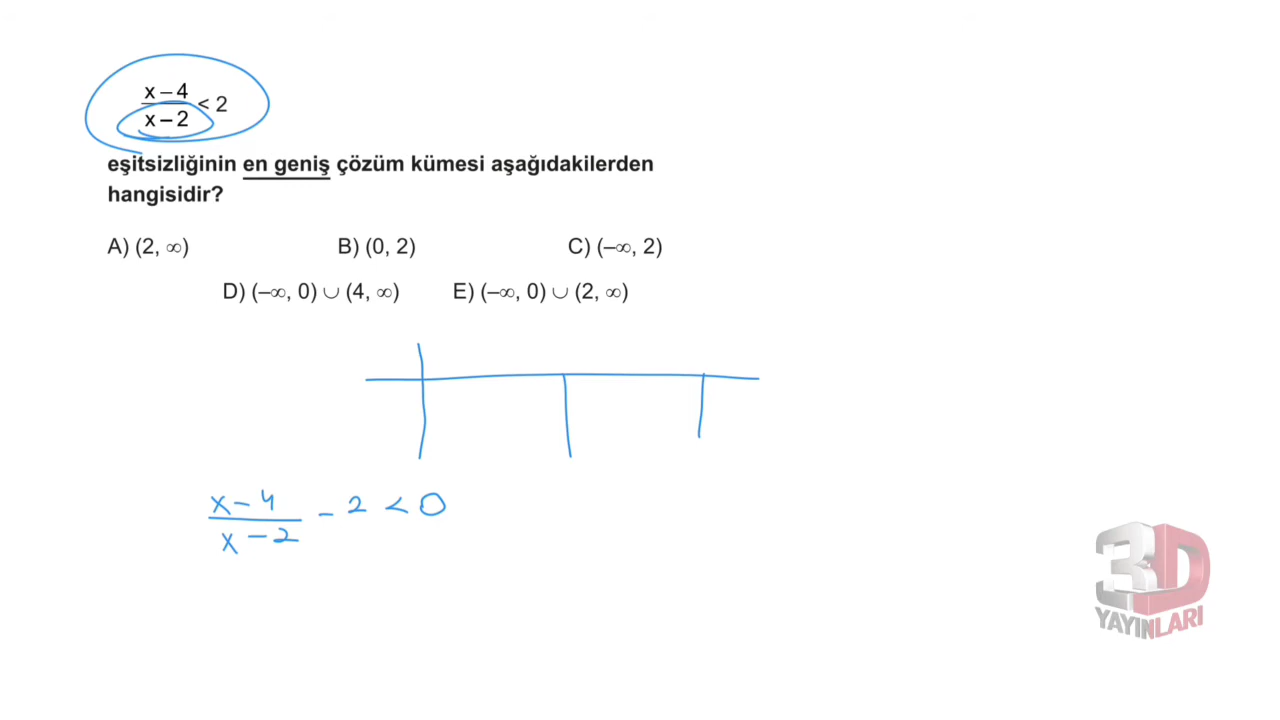 x – 4
x – 2
< 2
eşitsizliğinin en geniş çözüm kümesi aşağıdakilerden
hangisidir?
A) (2, ∞) B) (0, 2) C) (–∞, 2)
D) (–∞, 0) ∪ (4, ∞) E) (–∞, 0) ∪ (2, ∞)
x – 4
x – 2
– 2 < 0
3D
YAYINLARI